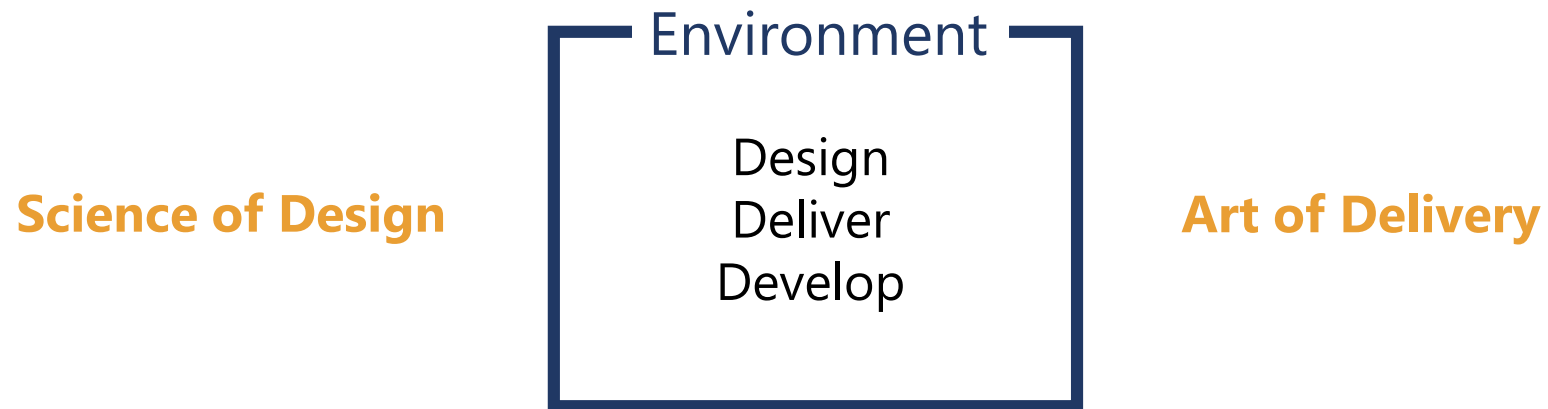 Environment
Design
Deliver
Develop
Science of Design
Art of Delivery